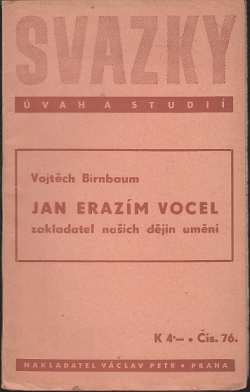 SVAZKY
ÚVAH A STUDIÍ
Vojtěch Birnbaum
JAN ERAZÍM VOCEL
zakladatel našich dějin umění
K 4·— • Čís. 76.
NAKLADATEL VÁCLAV PETR • PRAHA